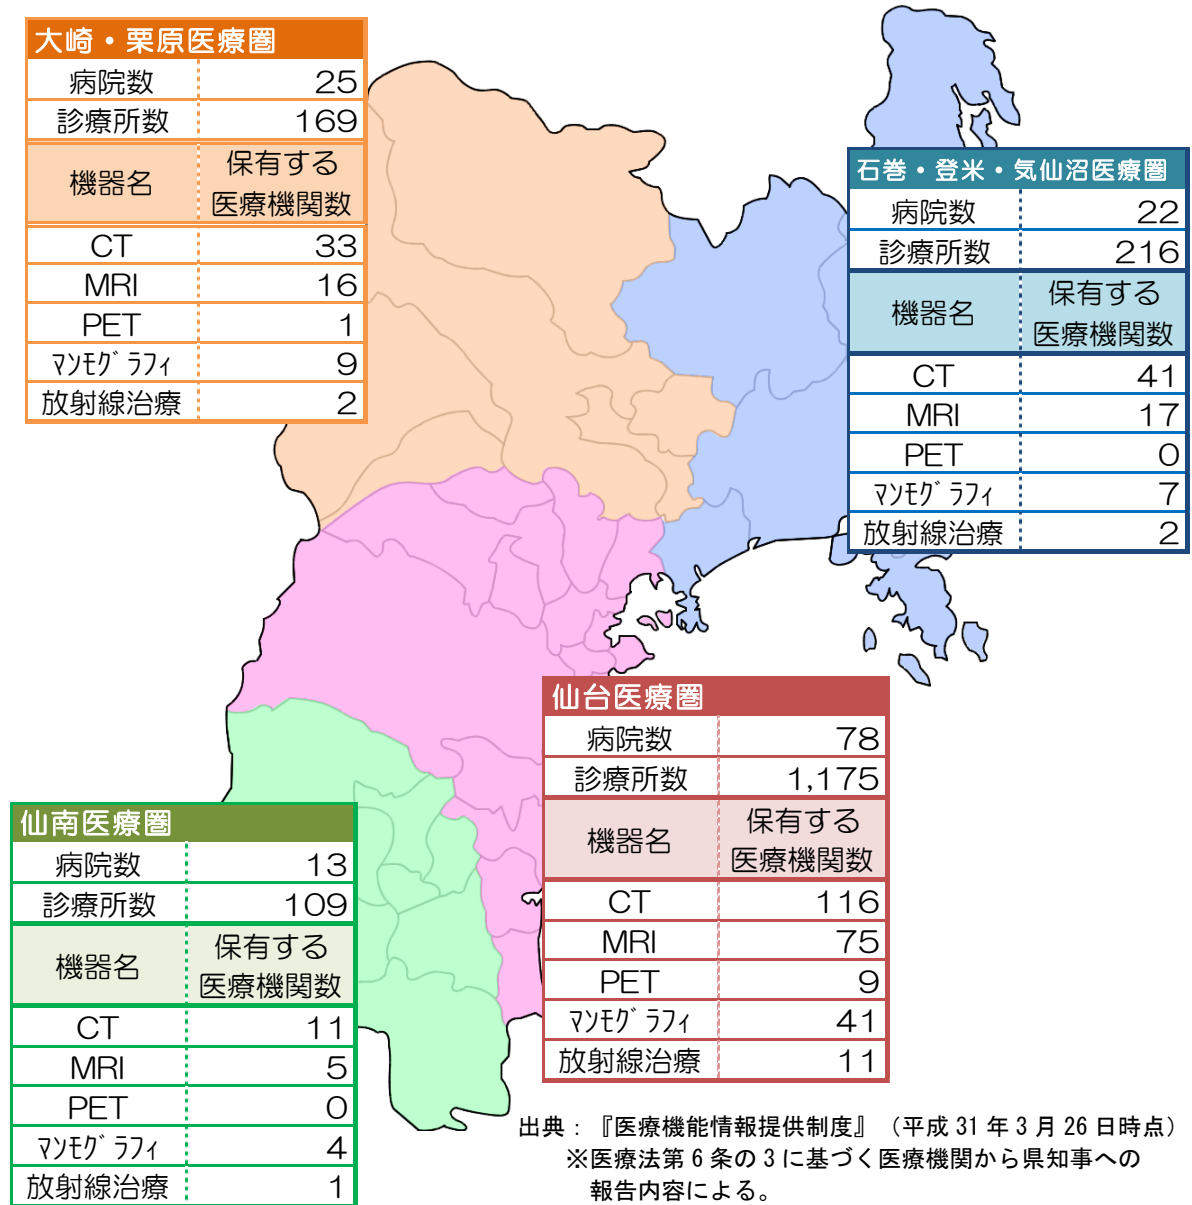 大崎・栗原医療圏
病院数 25
診療所数 169
機器名 保有する
医療機関数
CT 33
MRI 16
PET 1
ﾏﾝﾓｸﾞﾗﾌｨ 9
放射線治療 2
石巻・登米・気仙沼医療圏
病院数 22
診療所数 216
機器名 保有する
医療機関数
CT 41
MRI 17
PET 0
ﾏﾝﾓｸﾞﾗﾌｨ 7
放射線治療 2
仙台医療圏
病院数 78
診療所数 1,175
機器名 保有する
医療機関数
CT 116
MRI 75
PET 9
ﾏﾝﾓｸﾞﾗﾌｨ 41
放射線治療 11
仙南医療圏
病院数 13
診療所数 109
機器名 保有する
医療機関数
CT 11
MRI 5
PET 0
ﾏﾝﾓｸﾞﾗﾌｨ 4
放射線治療 1
出典：『医療機能情報提供制度』（平成 31 年 3 月 26 日時点）
※医療法第 6 条の 3 に基づく医療機関から県知事への
報告内容による。